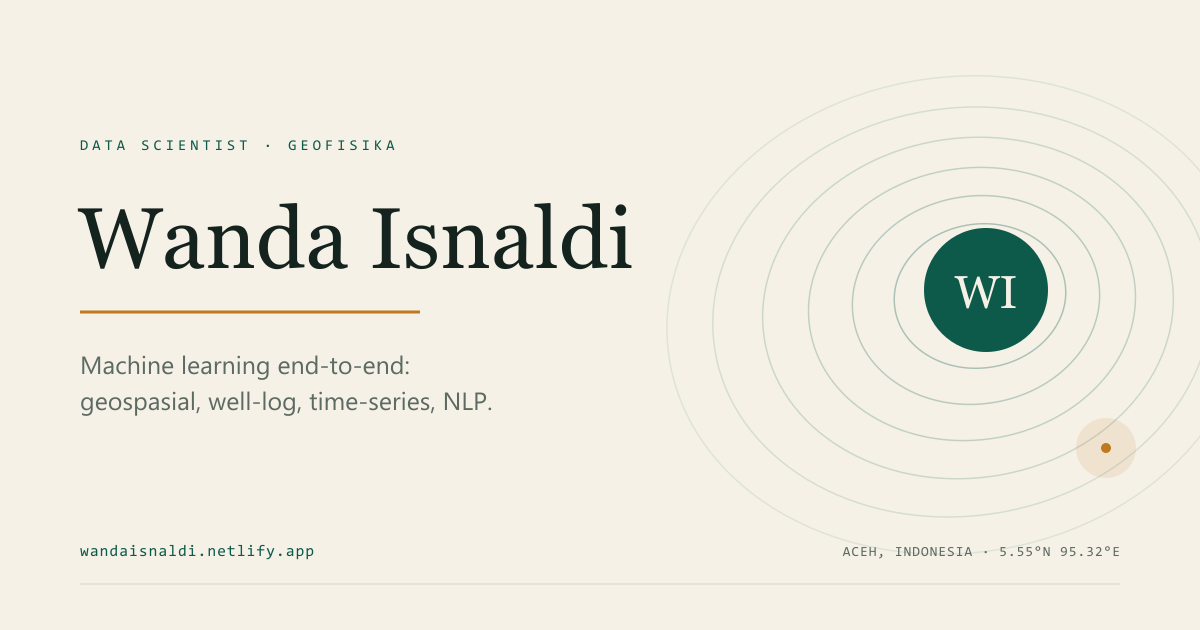 DATA SCIENTIST · GEOFISIKA
Wanda Isnaldi
WI
Machine learning end-to-end:
geospasial, well-log, time-series, NLP.
wandaisnaldi.netlify.app
ACEH, INDONESIA · 5.55°N 95.32°E